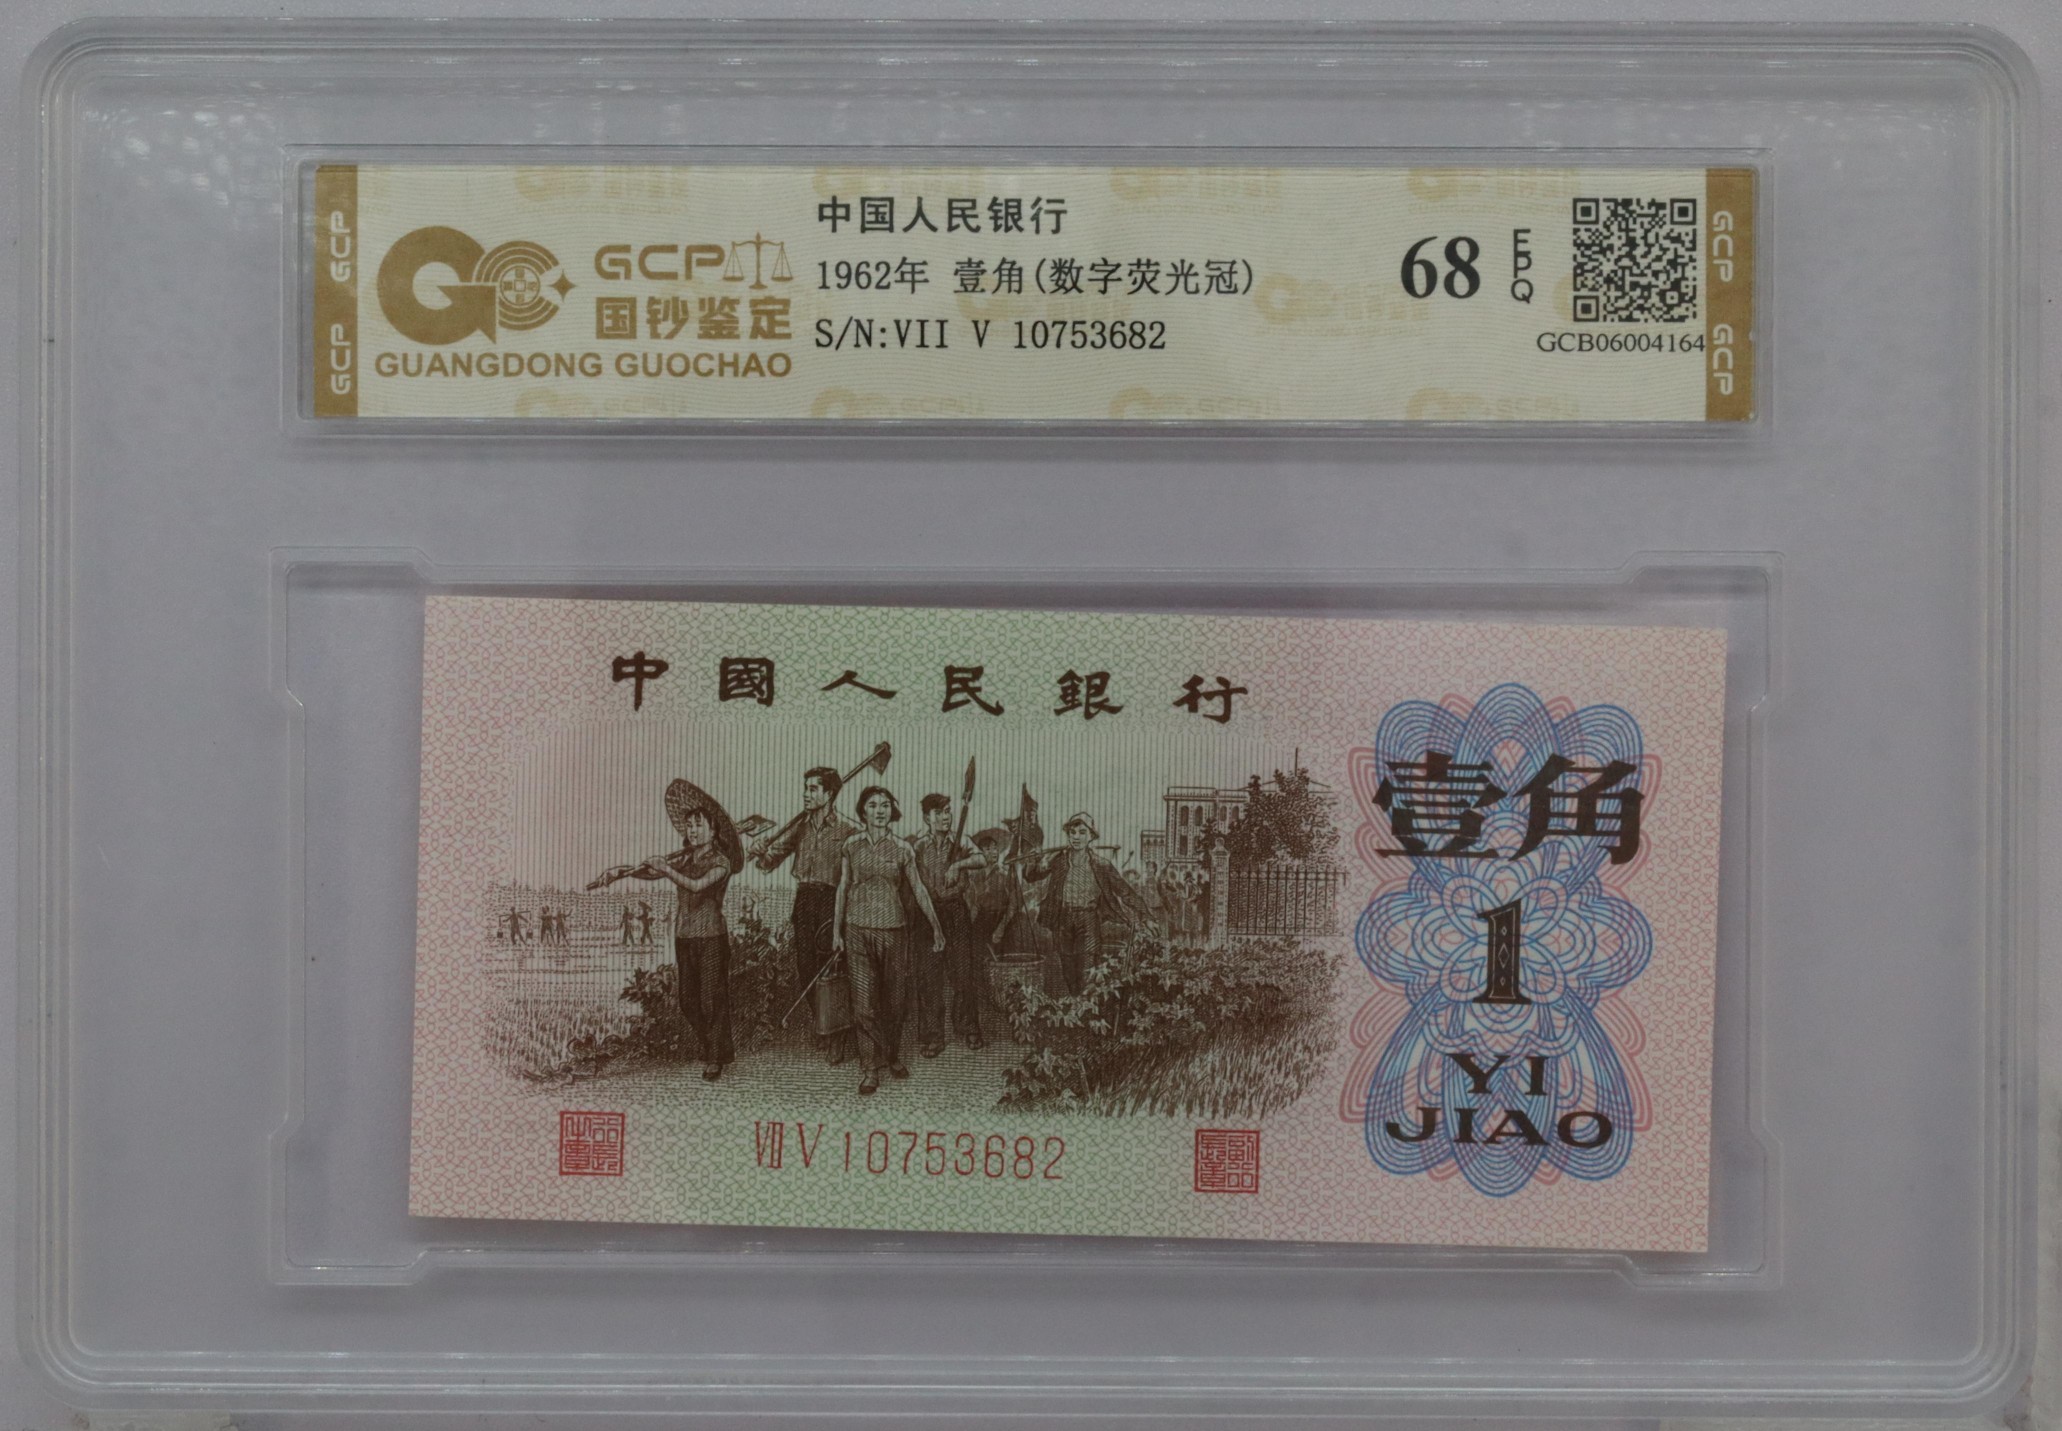 GCP
GCP
GCP
国钞鉴定
GUANGDONG GUOCHAO
中国人民银行
1962年 壹角(数字荧光冠)
S/N:VII V 10753682
68
EPQ
GCB06004164
GCP
GCP
中國人民銀行
壹角
1
YI
JIAO
VII V 10753682